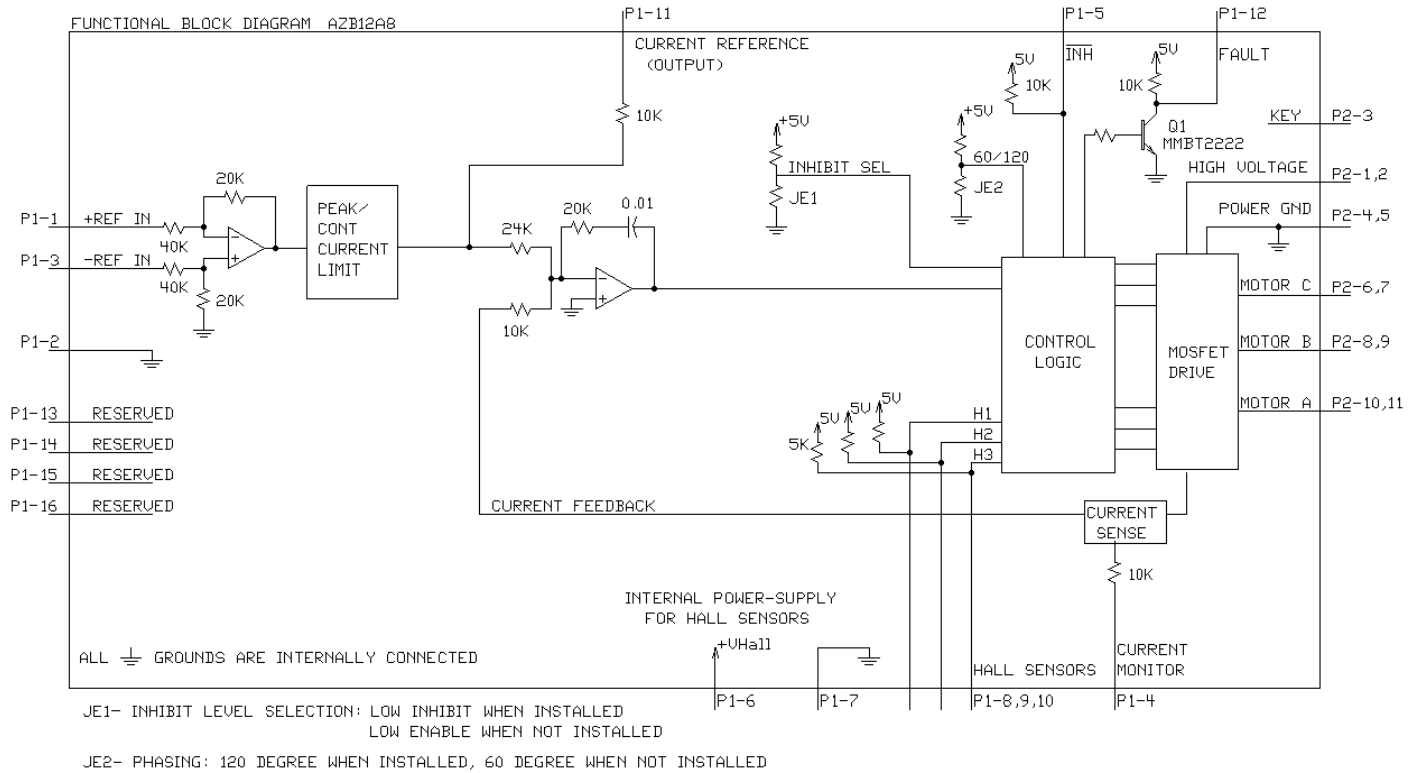 FUNCTIONAL BLOCK DIAGRAM AZB12A8
P1-11
P1-5
P1-12
CURRENT REFERENCE
(OUTPUT)
5V
10K
INH
5V
10K
FAULT
10K
+5V
+5V
KEY
P2-3
Q1
MMBT2222
60/120
INHIBIT SEL
JE1
JE2
HIGH VOLTAGE
P2-1,2
20K
P1-1
+REF IN
40K
PEAK/
CONT
CURRENT
LIMIT
24K
20K
0.01
POWER GND
P2-4,5
P1-3
-REF IN
40K
20K
10K
MOTOR C
P2-6,7
P1-2
CONTROL
LOGIC
MOSFET
DRIVE
MOTOR B
P2-8,9
MOTOR A
P2-10,11
P1-13
RESERVED
P1-14
RESERVED
P1-15
RESERVED
P1-16
RESERVED
5V
5V
5V
5K
H1
H2
H3
CURRENT FEEDBACK
CURRENT
SENSE
10K
INTERNAL POWER-SUPPLY
FOR HALL SENSORS
+VHall
ALL GROUNDS ARE INTERNALLY CONNECTED
HALL SENSORS
CURRENT
MONITOR
P1-6
P1-7
P1-8,9,10
P1-4
JE1- INHIBIT LEVEL SELECTION: LOW INHIBIT WHEN INSTALLED
LOW ENABLE WHEN NOT INSTALLED
JE2- PHASING: 120 DEGREE WHEN INSTALLED, 60 DEGREE WHEN NOT INSTALLED